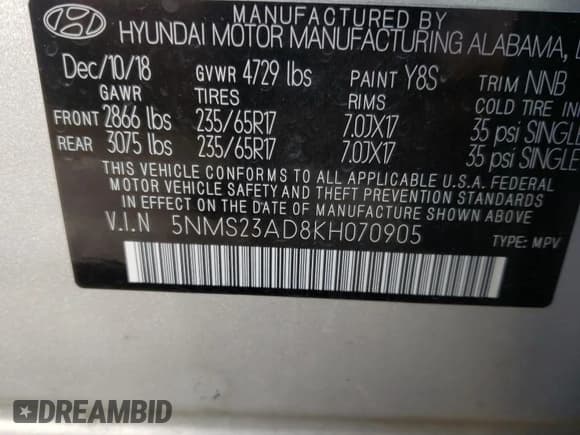 MANUFACTURED BY
HYUNDAI MOTOR MANUFACTURING ALABAMA,
Dec/10/18 GVWR 4729 lbs PAINT Y8S TRIM NNB
GAWR TIRES RIMS COLD TIRE
FRONT 2866 lbs 235/65R17 7.0JX17 35 psi SINGLE
REAR 3075 lbs 235/65R17 7.0JX17 35 psi SINGLE
THIS VEHICLE CONFORMS TO ALL APPLICABLE U.S.A. FEDERAL
MOTOR VEHICLE SAFETY AND THEFT PREVENTION STANDARDS
IN EFFECT ON THE DATE OF MANUFACTURE SHOWN ABOVE.
V.I.N 5NMS23AD8KH070905 TYPE: MPV
DREAMBID